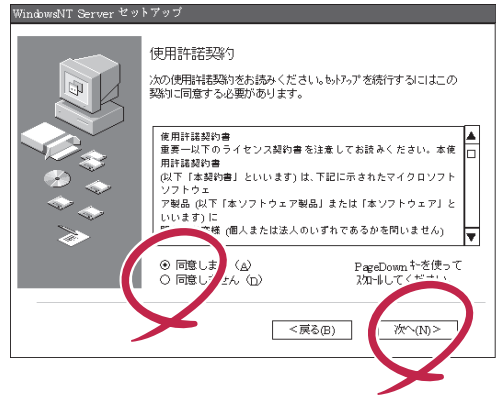 WindowsNT Server セットアップ
使用許諾契約
次の使用許諾契約をお読みください。セットアップを続行するにはこの
契約に同意する必要があります。
使用許諾契約書
重要－以下のライセンス契約書を注意してお読みください。本使
用許諾契約書
(以下「本契約書」といいます)は、下記に示されたマイクロソフト
ソフトウェ
ア製品 (以下「本ソフトウェア製品」または「本ソフトウェア」と
いいます) に
様 (個人または法人のいずれであるかを問いません)
同意します (A)
同意しません (D)
PageDown キーを使って
スクロールしてください
<戻る(B)
次へ(N)>